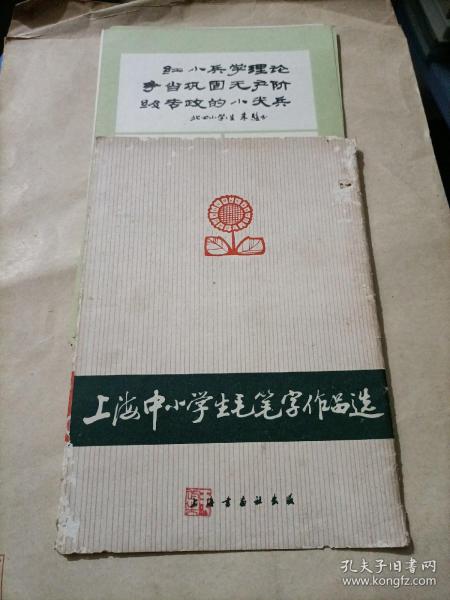 红小兵学理论
争当巩固无产阶
级专政的小尖兵
上海中小学生毛笔字作品选
上海书画社出版
孔夫子旧书网
www.kongfz.com